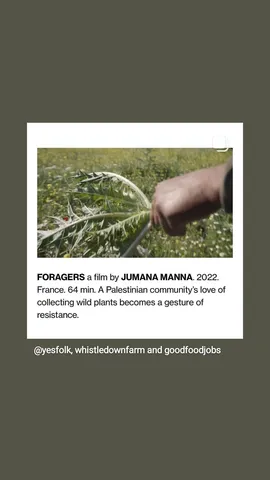 FORAGERS a film by JUMANA MANNA. 2022.
France. 64 min. A Palestinian community's love of
collecting wild plants becomes a gesture of
resistance.
@yesfolk, whistledownfarm and goodfoodjobs